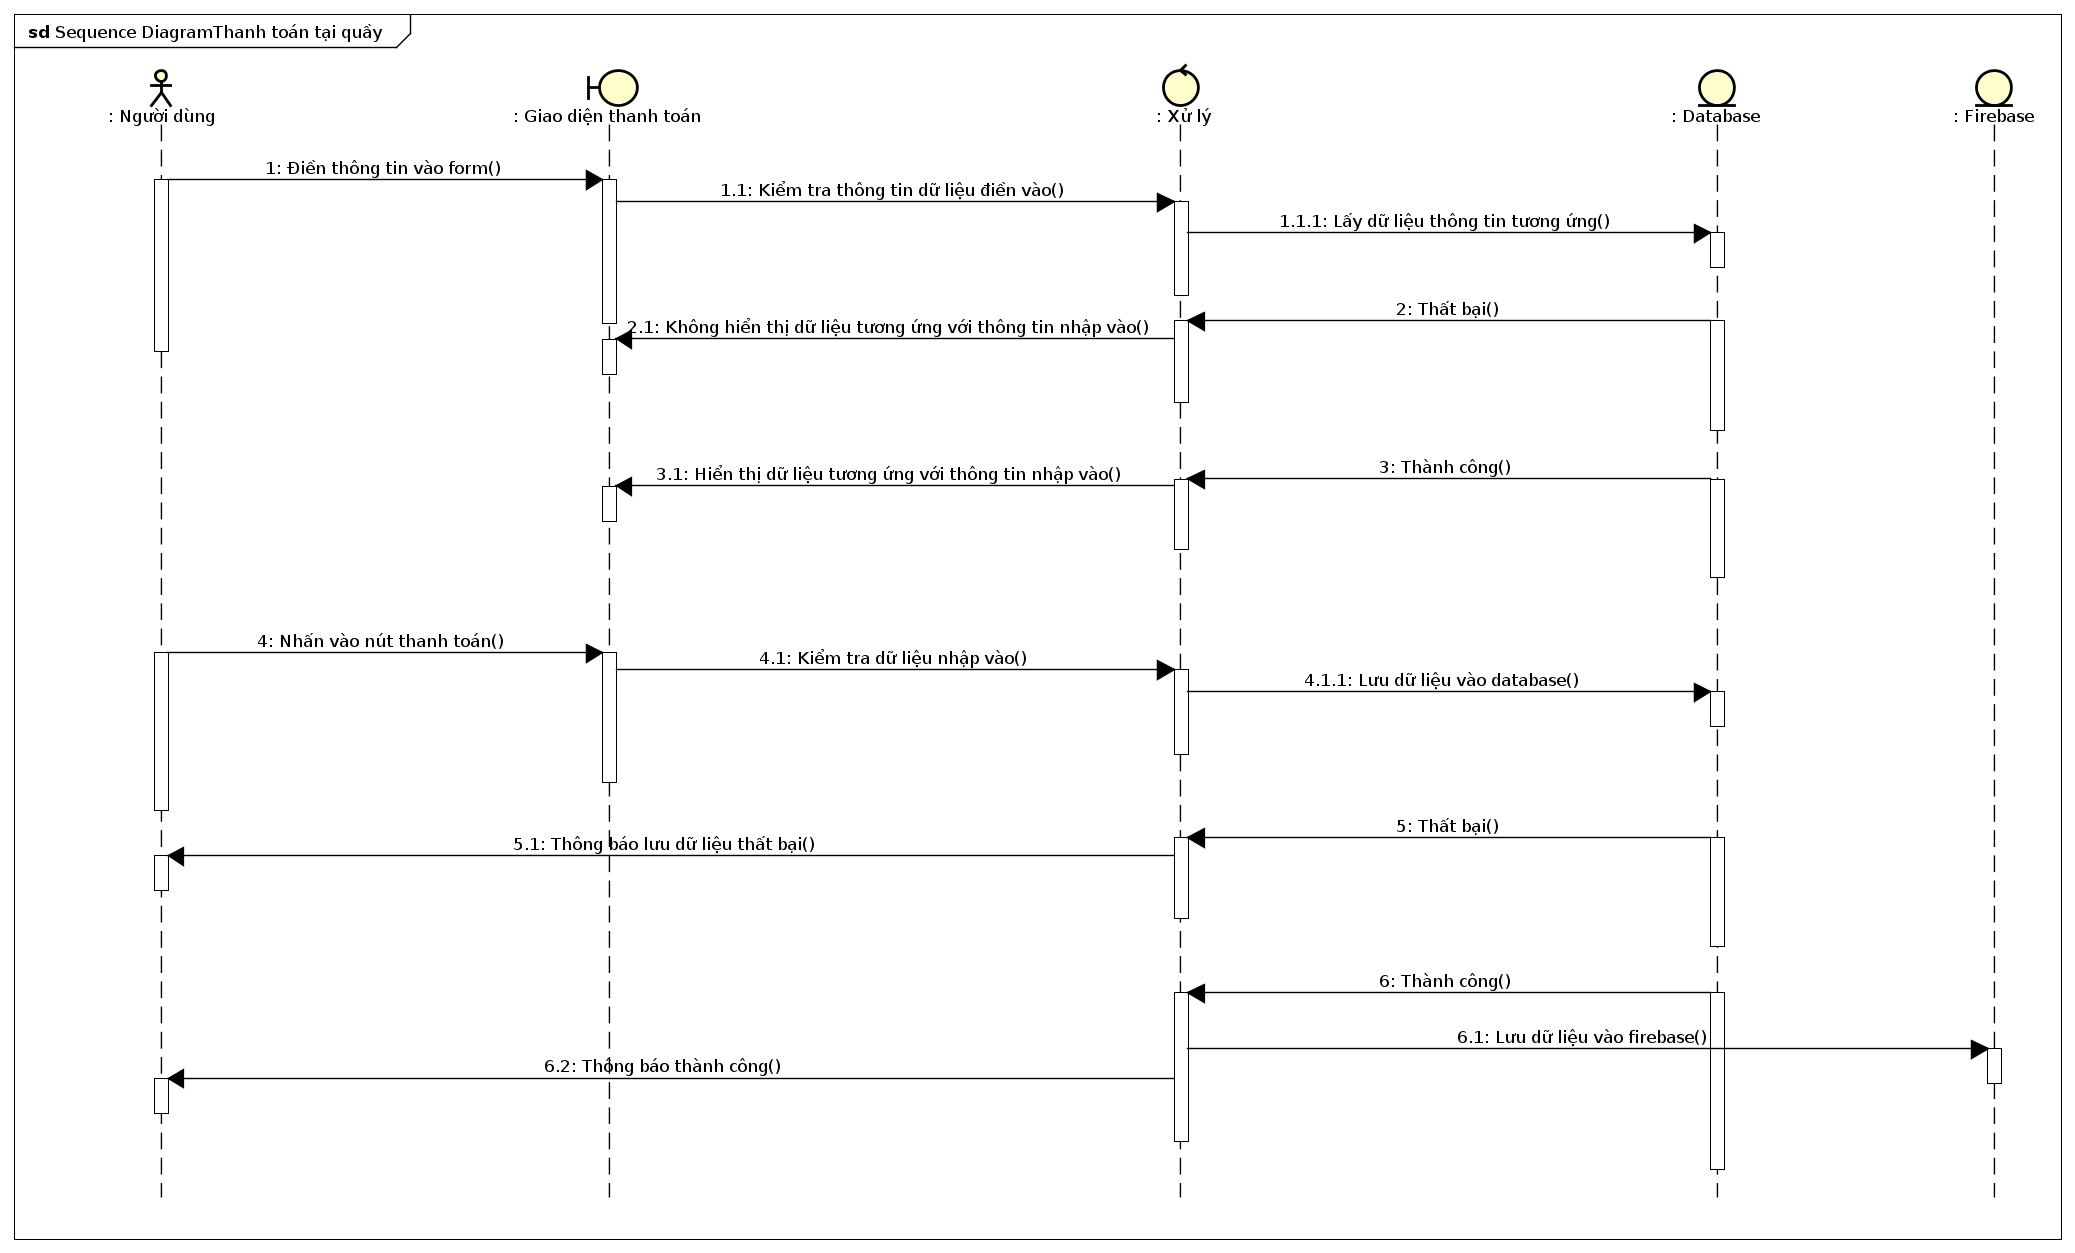 sd Sequence DiagramThanh toán tại quầy
: Người dùng
: Giao diện thanh toán
: Xử lý
: Database
: Firebase
1: Điền thông tin vào form()
1.1: Kiểm tra thông tin dữ liệu điền vào()
1.1.1: Lấy dữ liệu thông tin tương ứng()
2: Thất bại()
2.1: Không hiển thị dữ liệu tương ứng với thông tin nhập vào()
3: Thành công()
3.1: Hiển thị dữ liệu tương ứng với thông tin nhập vào()
4: Nhấn vào nút thanh toán()
4.1: Kiểm tra dữ liệu nhập vào()
4.1.1: Lưu dữ liệu vào database()
5: Thất bại()
5.1: Thông báo lưu dữ liệu thất bại()
6: Thành công()
6.1: Lưu dữ liệu vào firebase()
6.2: Thông báo thành công()